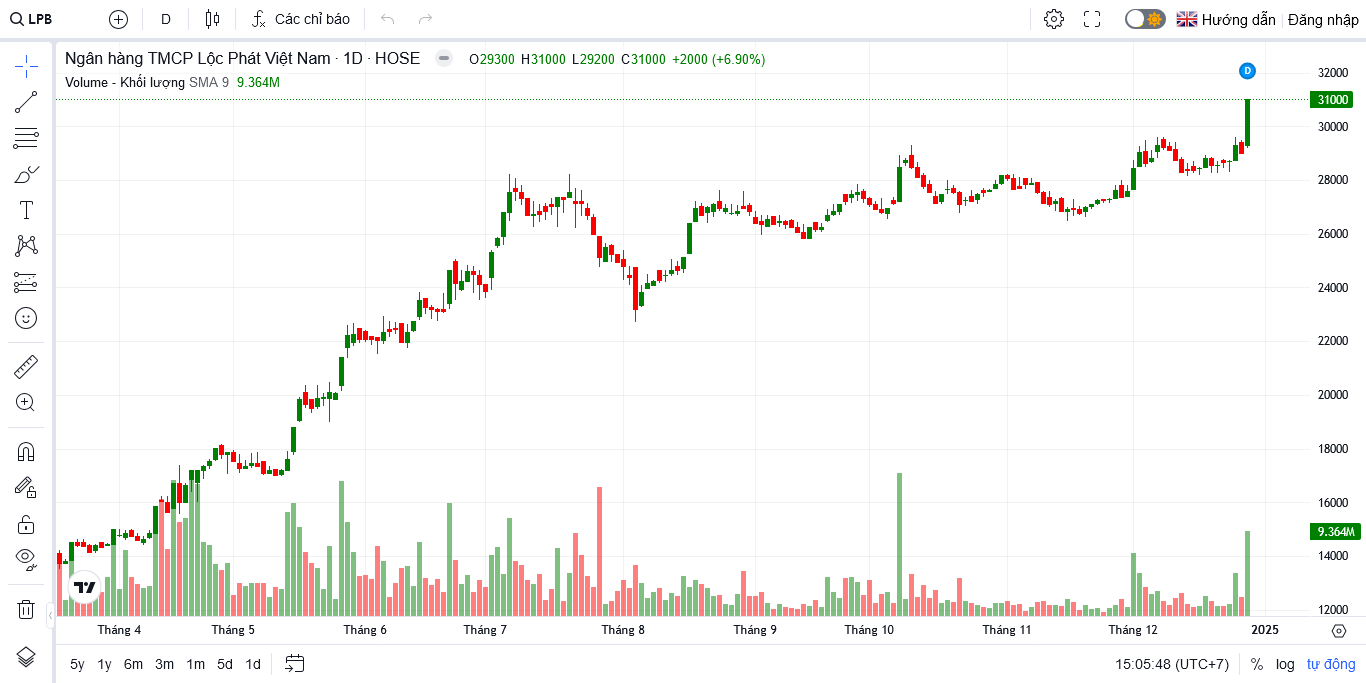 LPB D Các chỉ báo Hướng dẫn Đăng nhập
Ngân hàng TMCP Lộc Phát Việt Nam · 1D · HOSE O29300 H31000 L29200 C31000 +2000 (+6.90%)
Volume - Khối lượng SMA 9 9.364M
D
32000
31000
30000
28000
26000
24000
22000
20000
18000
16000
9.364M
14000
12000
Tháng 4 Tháng 5 Tháng 6 Tháng 7 Tháng 8 Tháng 9 Tháng 10 Tháng 11 Tháng 12 2025
5y 1y 6m 3m 1m 5d 1d 15:05:48 (UTC+7) % log tự động